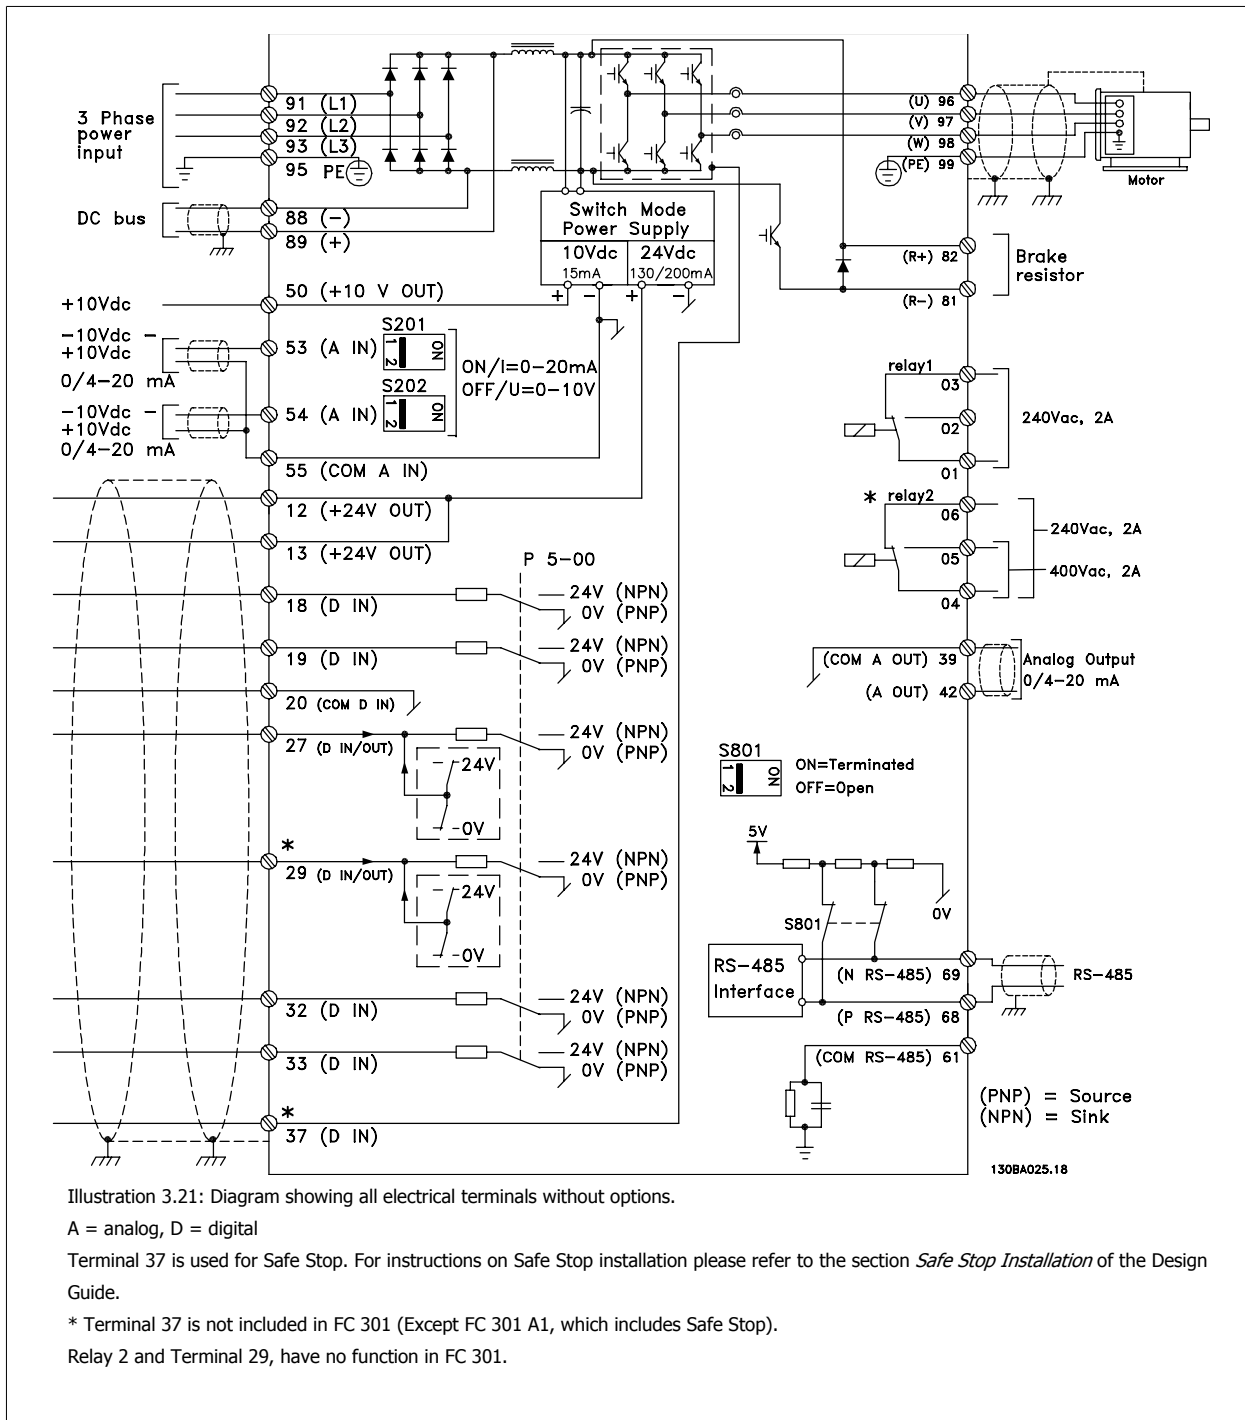 3 Phase
power
input
91 (L1)
92 (L2)
93 (L3)
95 PE
DC bus
88 (−)
89 (+)
Switch Mode
Power Supply
10Vdc
15mA
24Vdc
130/200mA
+ − + −
(U) 96
(V) 97
(W) 98
(PE) 99
Motor
(R+) 82
(R−) 81
Brake
resistor
+10Vdc
50 (+10 V OUT)
−10Vdc −
+10Vdc
0/4−20 mA
53 (A IN)
S201
1 2
ON
ON/I=0−20mA
OFF/U=0−10V
−10Vdc −
+10Vdc
0/4−20 mA
54 (A IN)
S202
1 2
ON
55 (COM A IN)
12 (+24V OUT)
13 (+24V OUT)
P 5-00
18 (D IN)
24V (NPN)
0V (PNP)
19 (D IN)
24V (NPN)
0V (PNP)
20 (COM D IN)
27 (D IN/OUT)
24V (NPN)
0V (PNP)
24V
0V
*
29 (D IN/OUT)
24V (NPN)
0V (PNP)
24V
0V
32 (D IN)
24V (NPN)
0V (PNP)
33 (D IN)
24V (NPN)
0V (PNP)
*
37 (D IN)
relay1
03
02
01
240Vac, 2A
* relay2
06
05
04
240Vac, 2A
400Vac, 2A
(COM A OUT) 39
(A OUT) 42
Analog Output
0/4−20 mA
S801
1 2
ON
ON=Terminated
OFF=Open
5V
S801
0V
RS-485
Interface
(N RS-485) 69
(P RS-485) 68
RS-485
(COM RS-485) 61
(PNP) = Source
(NPN) = Sink
130BA025.18
Illustration 3.21: Diagram showing all electrical terminals without options.
A = analog, D = digital
Terminal 37 is used for Safe Stop. For instructions on Safe Stop installation please refer to the section Safe Stop Installation of the Design
Guide.
* Terminal 37 is not included in FC 301 (Except FC 301 A1, which includes Safe Stop).
Relay 2 and Terminal 29, have no function in FC 301.